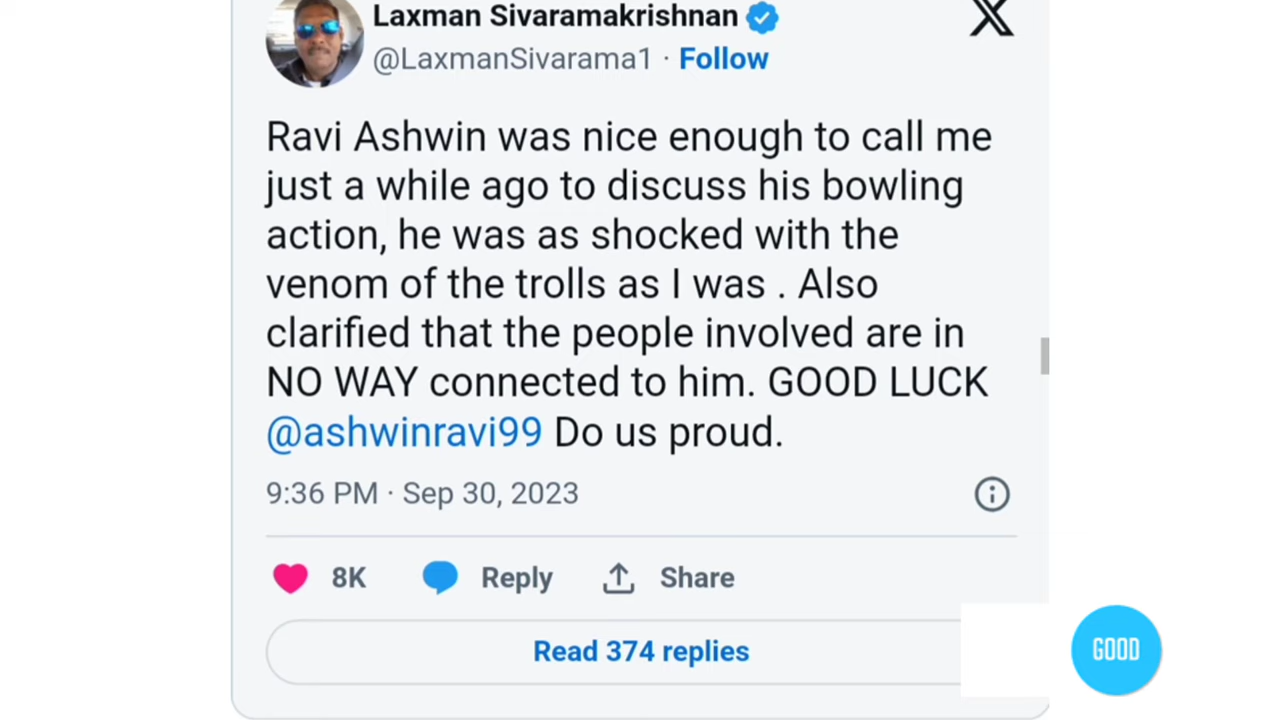 Laxman Sivaramakrishnan
@LaxmanSivarama1 · Follow
Ravi Ashwin was nice enough to call me
just a while ago to discuss his bowling
action, he was as shocked with the
venom of the trolls as I was . Also
clarified that the people involved are in
NO WAY connected to him. GOOD LUCK
@ashwinravi99 Do us proud.
9:36 PM · Sep 30, 2023
8K Reply Share
Read 374 replies
GOOD